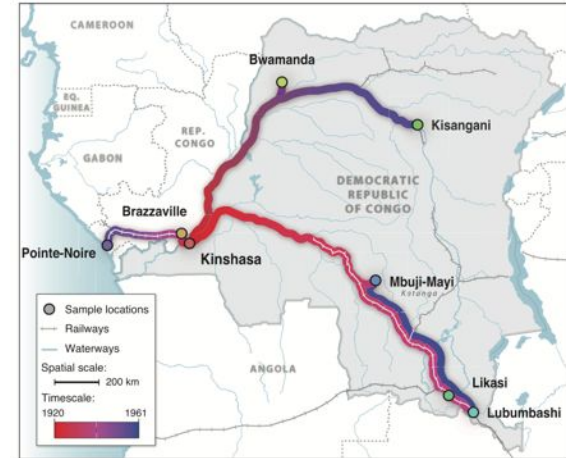 CAMEROON
Bwamanda
EQ.
GUINEA
REP.
CONGO
Kisangani
GABON
DEMOCRATIC
REPUBLIC
OF CONGO
Brazzaville
Pointe-Noire
Kinshasa
Mbuji-Mayi
Katanga
Sample locations
Railways
Waterways
Spatial scale:
200 km
Timescale:
1920 1961
ANGOLA
Likasi
Lubumbashi